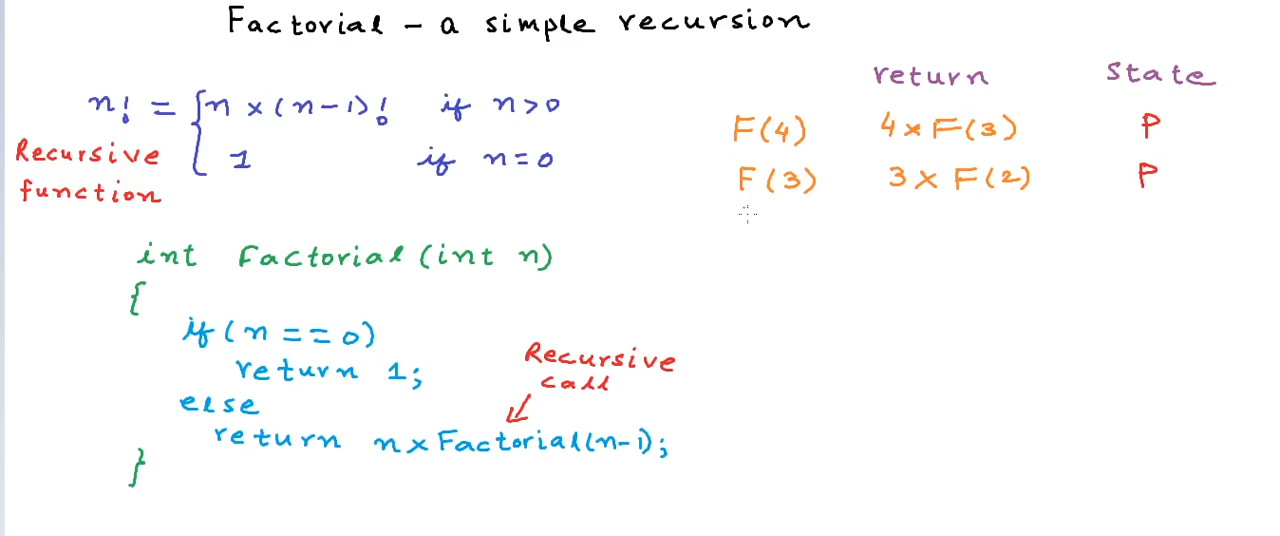 Factorial - a simple recursion
n! = { n × (n-1)! if n>0
1 if n=0
Recursive
function
int Factorial (int n)
{
if (n == 0)
return 1;
else
return n × Factorial(n-1);
}
Recursive
call
return state
F(4) 4 × F(3) P
F(3) 3 × F(2) P